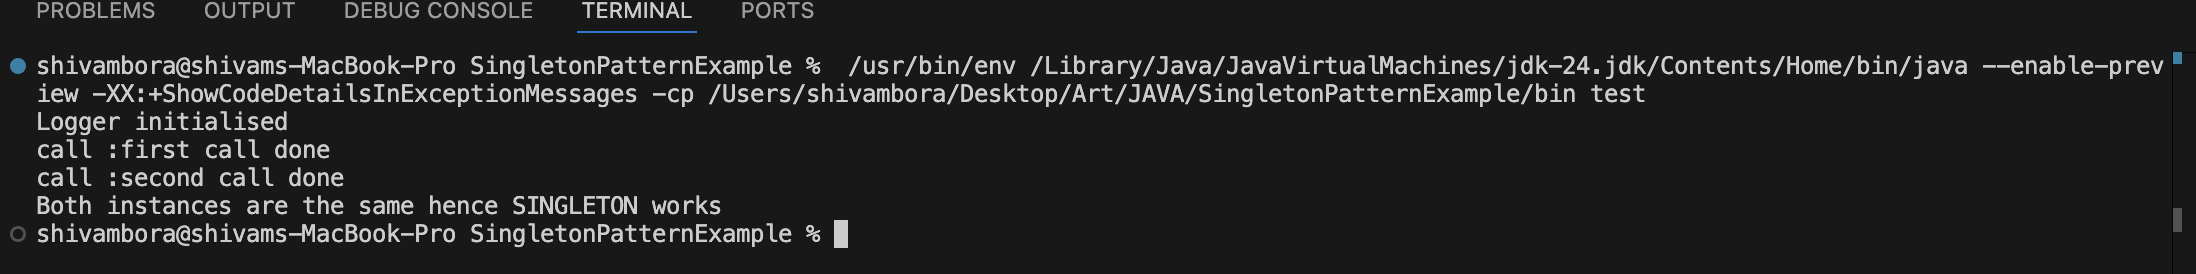 PROBLEMS OUTPUT DEBUG CONSOLE TERMINAL PORTS
shivambora@shivams-MacBook-Pro SingletonPatternExample %  /usr/bin/env /Library/Java/JavaVirtualMachines/jdk-24.jdk/Contents/Home/bin/java --enable-prev
iew -XX:+ShowCodeDetailsInExceptionMessages -cp /Users/shivambora/Desktop/Art/JAVA/SingletonPatternExample/bin test
Logger initialised
call :first call done
call :second call done
Both instances are the same hence SINGLETON works
shivambora@shivams-MacBook-Pro SingletonPatternExample %